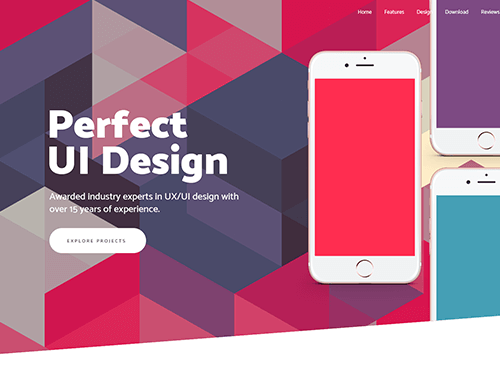 Home Features Design Download Reviews
Perfect
UI Design
Awarded industry experts in UX/UI design with
over 15 years of experience.
EXPLORE PROJECTS